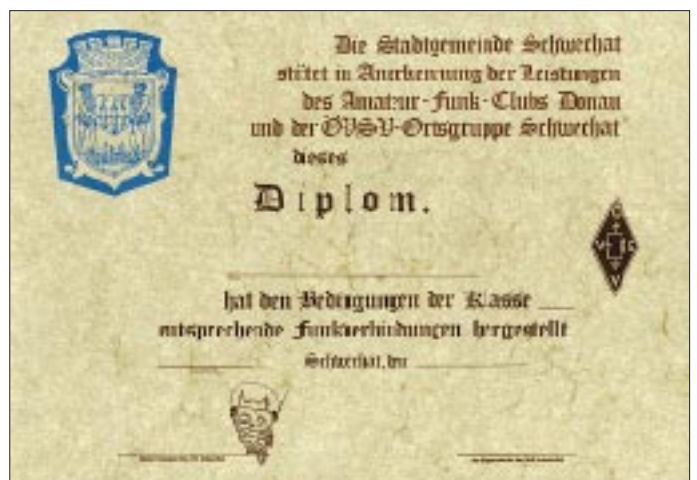 Die Stadtgemeinde Schwechat
stiftet in Anerkennung der Leistungen
des Amateur-Funk-Clubs Donau
und der ÖVSV-Ortsgruppe Schwechat
dieses
Diplom.
hat den Bedingungen der Klasse
entsprechende Funkverbindungen hergestellt
Schwechat, den